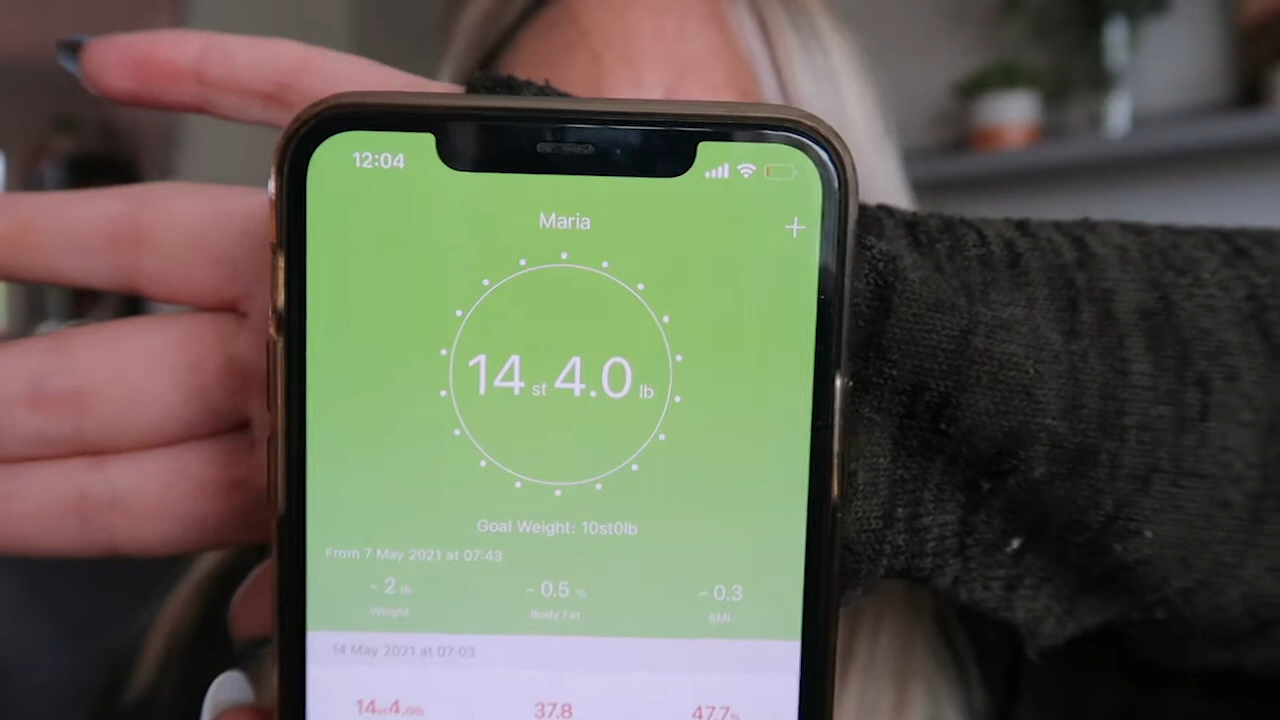 12:04
Maria
+
14 st 4.0 lb
Goal Weight: 10st0lb
From 7 May 2021 at 07:43
- 2 lb - 0.5 % - 0.3
Weight Body Fat BMI
14 May 2021 at 07:03
14st4.0lb 37.8 47.7%